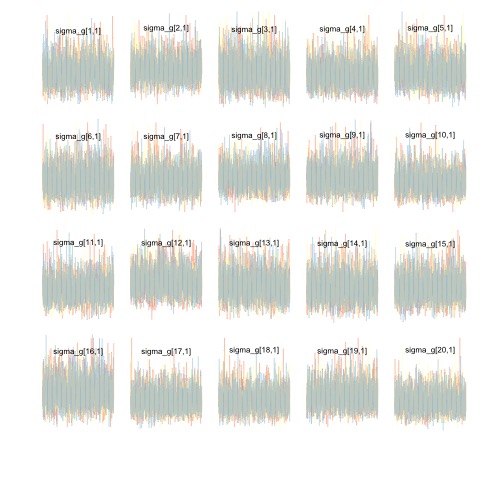 sigma_g[1,1]
sigma_g[2,1]
sigma_g[3,1]
sigma_g[4,1]
sigma_g[5,1]
sigma_g[6,1]
sigma_g[7,1]
sigma_g[8,1]
sigma_g[9,1]
sigma_g[10,1]
sigma_g[11,1]
sigma_g[12,1]
sigma_g[13,1]
sigma_g[14,1]
sigma_g[15,1]
sigma_g[16,1]
sigma_g[17,1]
sigma_g[18,1]
sigma_g[19,1]
sigma_g[20,1]